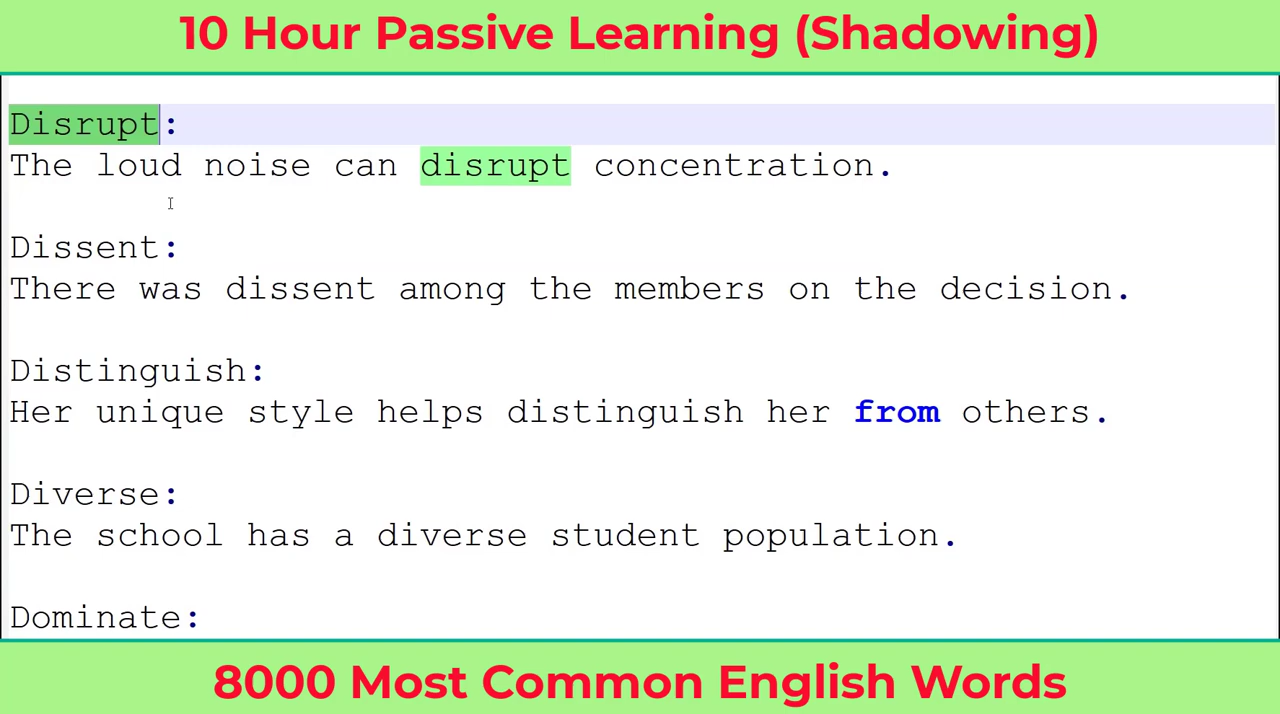 10 Hour Passive Learning (Shadowing)
Disrupt:
The loud noise can disrupt concentration.
Dissent:
There was dissent among the members on the decision.
Distinguish:
Her unique style helps distinguish her from others.
Diverse:
The school has a diverse student population.
Dominate:
8000 Most Common English Words